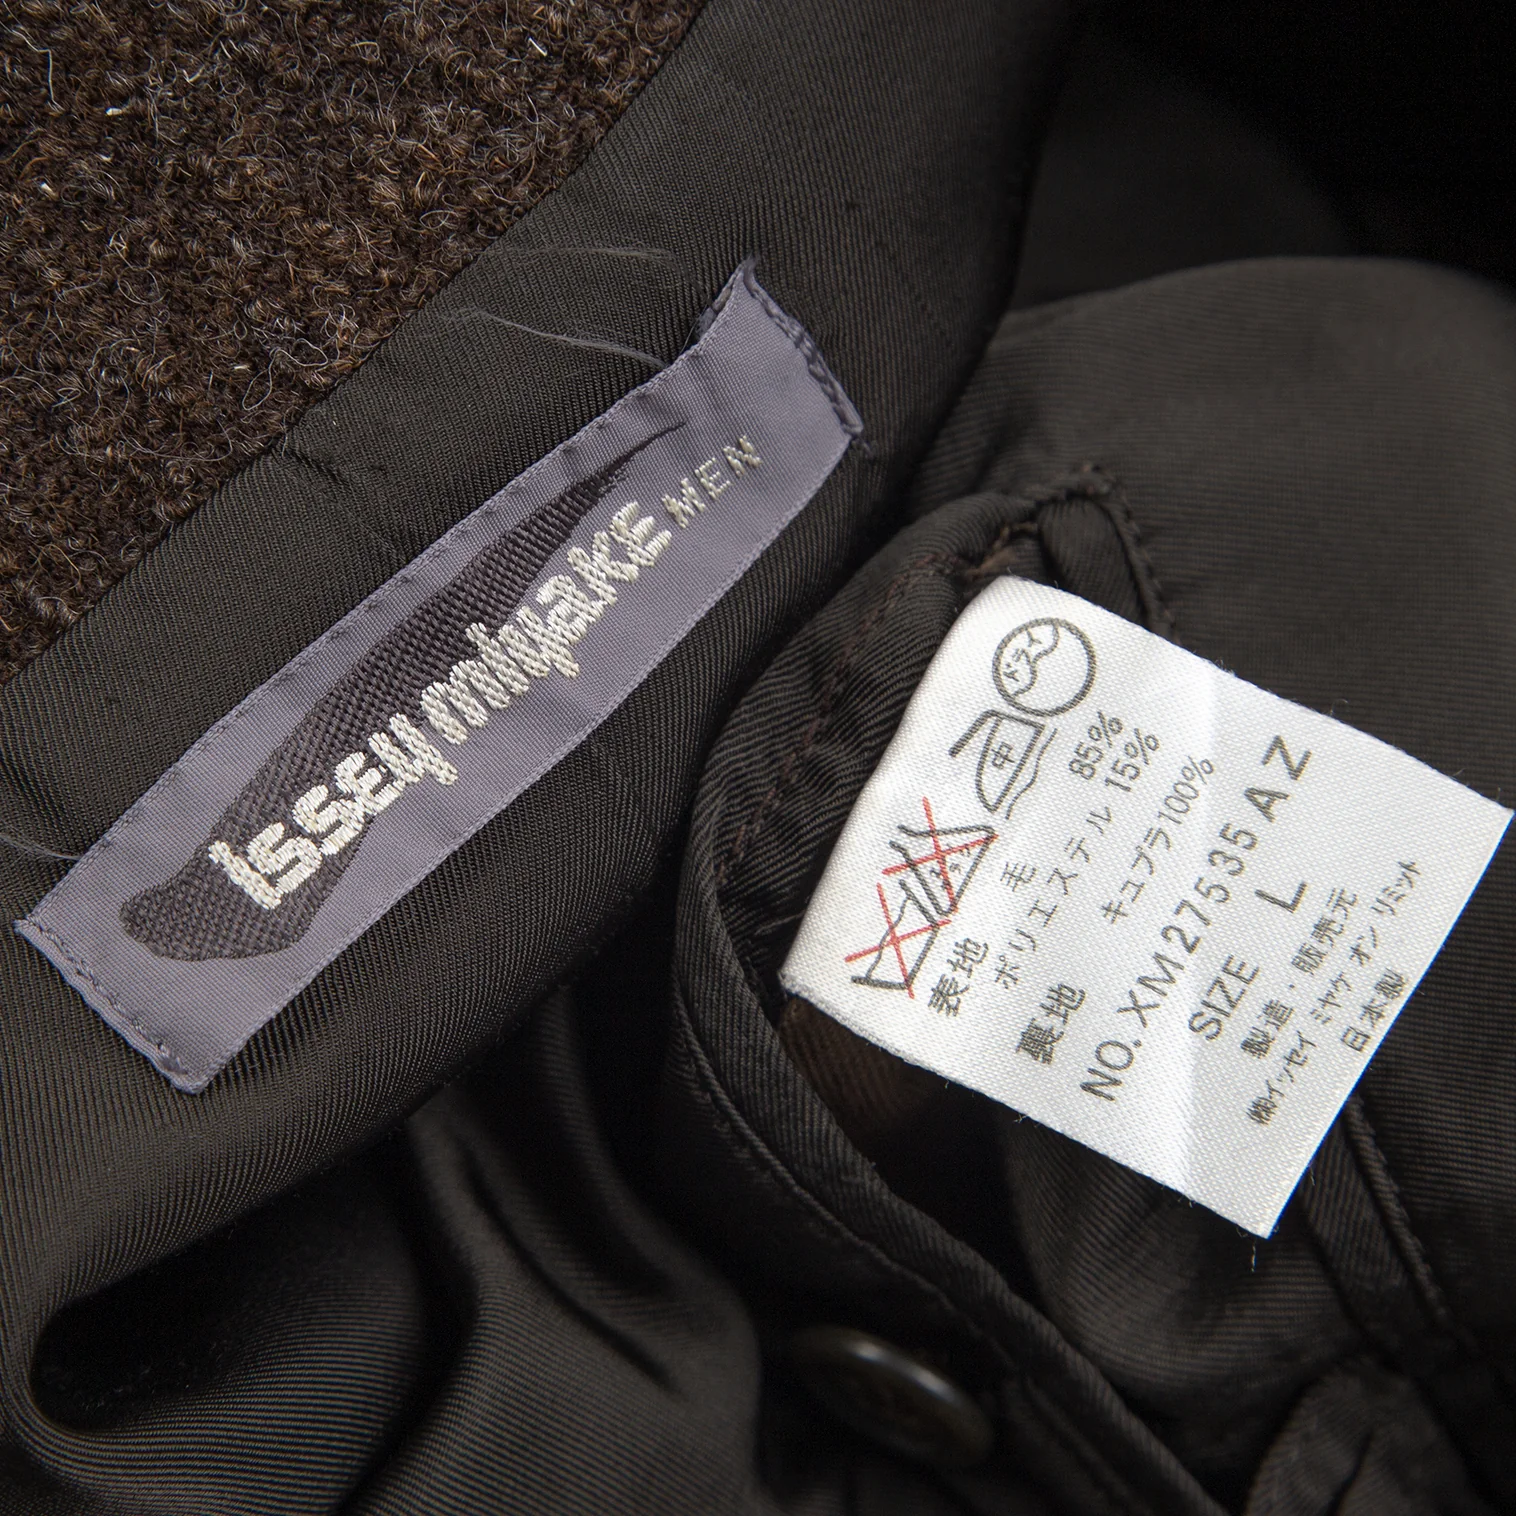 ISSEY mIyaKE MEN
ドライ
中
表地 毛 85%
ポリエステル 15%
裏地 キュプラ100%
NO. XM27535 AZ
SIZE L
製造・販売元
㈱イッセイ ミヤケ オン リミット
日本製